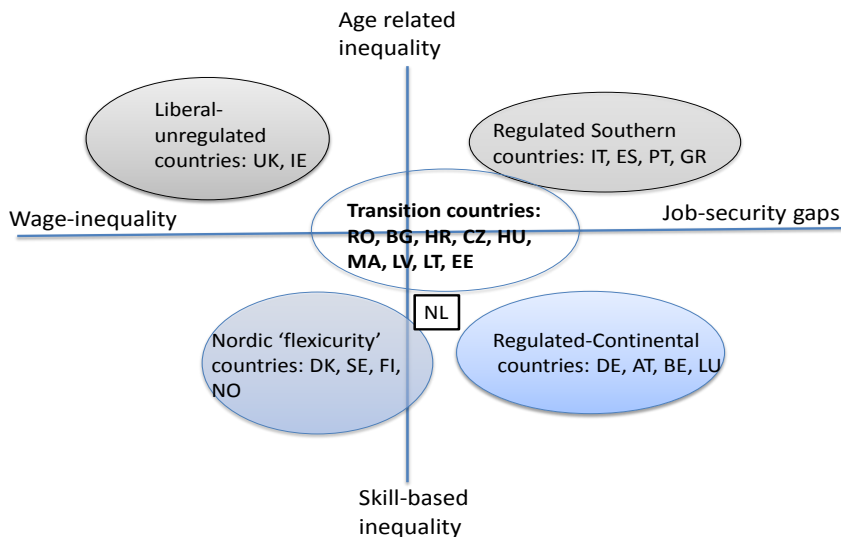 Age related
inequality
Liberal-
unregulated
countries: UK, IE
Regulated Southern
countries: IT, ES, PT, GR
Wage-inequality
Transition countries:
RO, BG, HR, CZ, HU,
MA, LV, LT, EE
Job-security gaps
NL
Nordic ‘flexicurity’
countries: DK, SE, FI,
NO
Regulated-Continental
countries: DE, AT, BE, LU
Skill-based
inequality